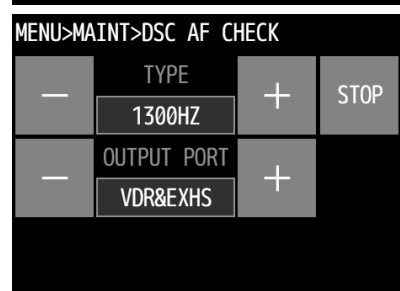 MENU>MAINT>DSC AF CHECK
TYPE
— 1300HZ + STOP
OUTPUT PORT
— VDR&EXHS +